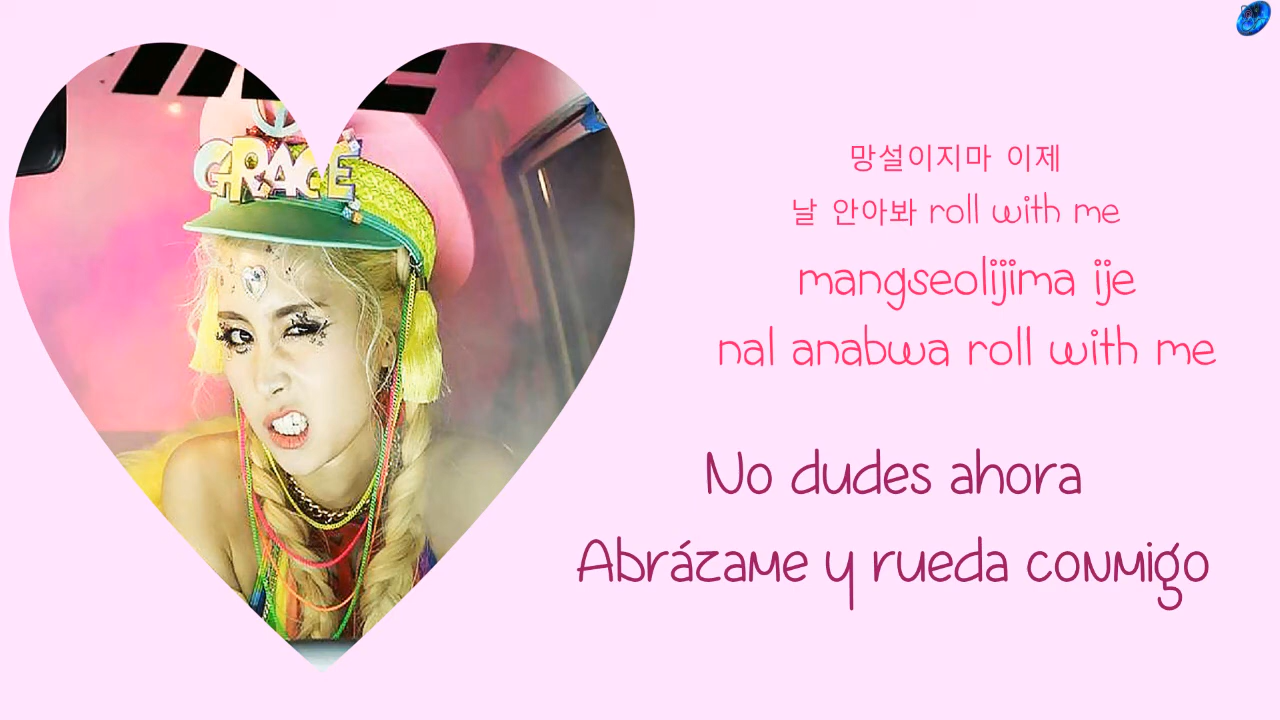 GRACE
망설이지마 이제
날 안아봐 roll with me
mangseolijima ije
nal anabwa roll with me
No dudes ahora
Abrázame y rueda conmigo